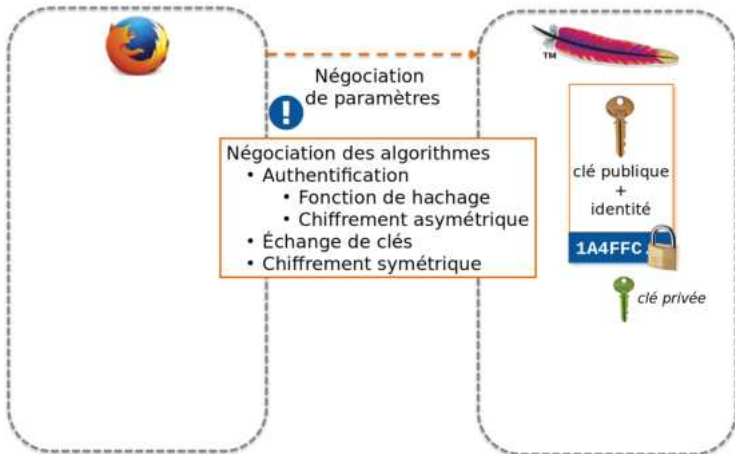 Négociation
de paramètres
TM
Négociation des algorithmes
• Authentification
• Fonction de hachage
• Chiffrement asymétrique
• Échange de clés
• Chiffrement symétrique
clé publique
+
identité
1A4FFC
clé privée